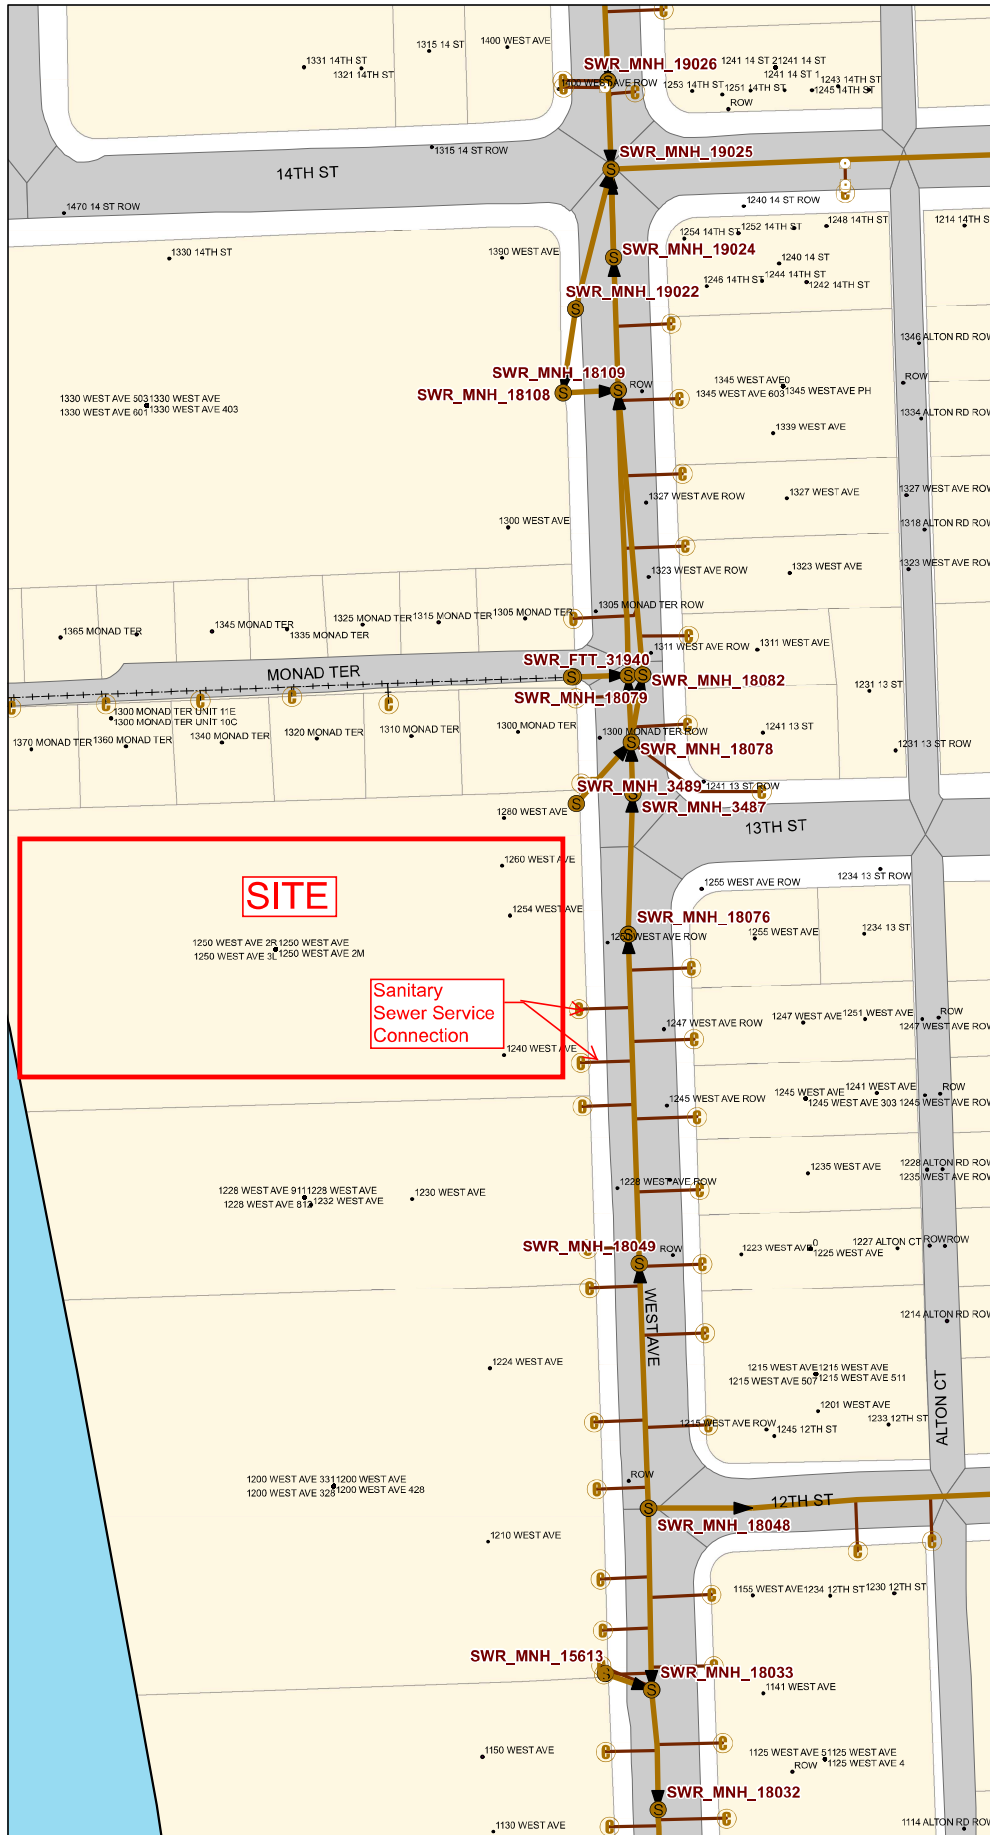 1400 WEST AVE
1315 14 ST
1331 14TH ST
1321 14TH ST
SWR_MNH_19026
1241 14 ST 21241 14 ST
1241 14 ST 1
1243 14TH ST
1253 14TH ST
1251 14TH ST
1245 14TH ST
ROW
1400 WEST AVE ROW
1315 14 ST ROW
SWR_MNH_19025
14TH ST
1470 14 ST ROW
1240 14 ST ROW
1254 14TH ST
1252 14TH ST
1248 14TH ST
1214 14TH S
1330 14TH ST
1390 WEST AVE
SWR_MNH_19024
1240 14 ST
1246 14TH ST
1244 14TH ST
1242 14TH ST
SWR_MNH_19022
1346 ALTON RD ROW
SWR_MNH_18109
SWR_MNH_18108
ROW
ROW
1345 WEST AVE0
1345 WEST AVE 603
1345 WEST AVE PH
1330 WEST AVE 503
1330 WEST AVE
1330 WEST AVE 601
1330 WEST AVE 403
1334 ALTON RD ROW
1339 WEST AVE
1327 WEST AVE ROW
1327 WEST AVE
1327 WEST AVE ROW
1300 WEST AVE
1318 ALTON RD ROW
1323 WEST AVE ROW
1323 WEST AVE
1323 WEST AVE ROW
1305 MONAD TER ROW
1365 MONAD TER
1345 MONAD TER
1335 MONAD TER
1325 MONAD TER
1315 MONAD TER
1305 MONAD TER
1311 WEST AVE ROW
1311 WEST AVE
SWR_FTT_31940
MONAD TER
SWR_MNH_18082
SWR_MNH_18079
1231 13 ST
1300 MONAD TER UNIT 11E
1300 MONAD TER UNIT 10C
1370 MONAD TER
1360 MONAD TER
1340 MONAD TER
1320 MONAD TER
1310 MONAD TER
1300 MONAD TER
1300 MONAD TER ROW
1241 13 ST
SWR_MNH_18078
1231 13 ST ROW
SWR_MNH_3489
1241 13 ST ROW
SWR_MNH_3487
1280 WEST AVE
13TH ST
1260 WEST AVE
1234 13 ST ROW
SITE
1255 WEST AVE ROW
1254 WEST AVE
SWR_MNH_18076
1255 WEST AVE
1234 13 ST
1250 WEST AVE ROW
1250 WEST AVE 2R
1250 WEST AVE
1250 WEST AVE 3L
1250 WEST AVE 2M
Sanitary
Sewer Service
Connection
1247 WEST AVE ROW
1247 WEST AVE
1251 WEST AVE
ROW
1247 WEST AVE ROW
1240 WEST AVE
1245 WEST AVE ROW
1245 WEST AVE
1241 WEST AVE
ROW
1245 WEST AVE 303
1245 WEST AVE ROW
1235 WEST AVE
1228 ALTON RD ROW
1235 WEST AVE ROW
1228 WEST AVE 911
1228 WEST AVE
1228 WEST AVE 812
1232 WEST AVE
1230 WEST AVE
1228 WEST AVE ROW
SWR_MNH_18049
ROW
1223 WEST AVE
0
1225 WEST AVE
1227 ALTON CT ROW
ROW
WEST AVE
1214 ALTON RD ROW
1224 WEST AVE
1215 WEST AVE
1215 WEST AVE
1215 WEST AVE 507
1215 WEST AVE 511
1201 WEST AVE
1233 12TH ST
1215 WEST AVE ROW
1245 12TH ST
ALTON CT
1200 WEST AVE 331
1200 WEST AVE
1200 WEST AVE 328
1200 WEST AVE 428
ROW
12TH ST
SWR_MNH_18048
1210 WEST AVE
1155 WEST AVE
1234 12TH ST
1230 12TH ST
SWR_MNH_15613
SWR_MNH_18033
1141 WEST AVE
1150 WEST AVE
1125 WEST AVE 5
1125 WEST AVE
ROW
1125 WEST AVE 4
SWR_MNH_18032
1130 WEST AVE
1114 ALTON RD ROW